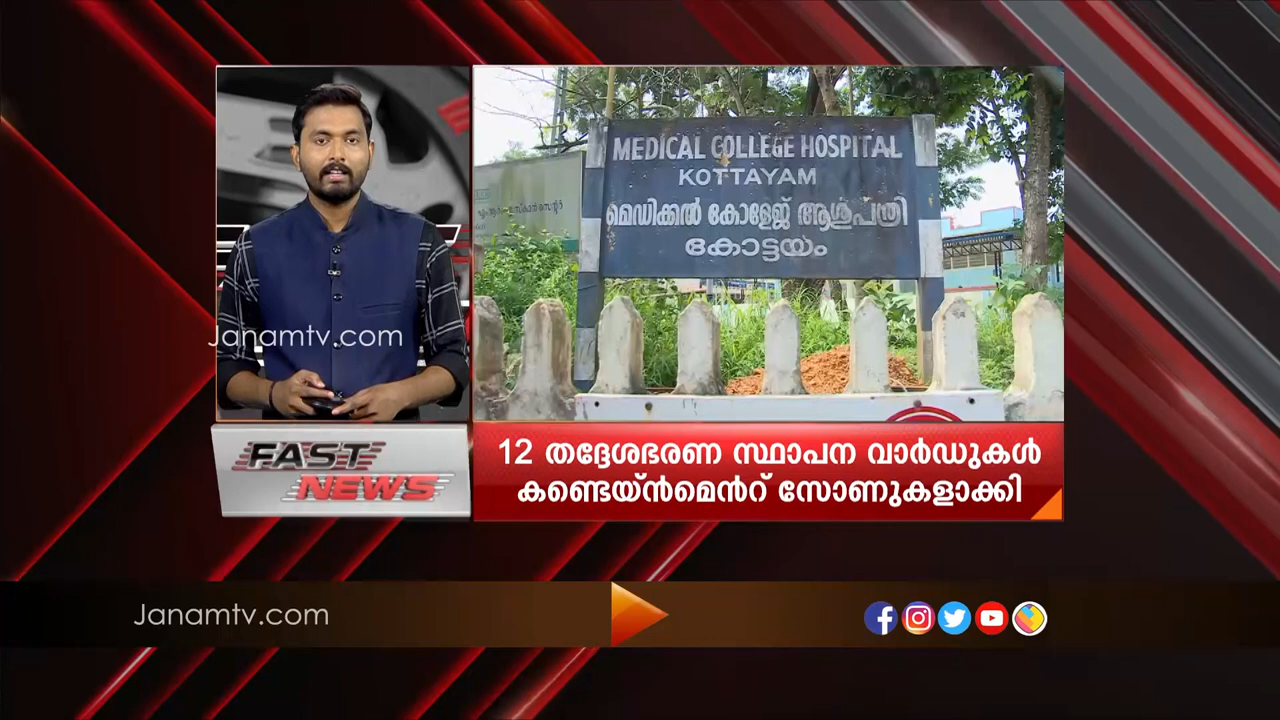 MEDICAL COLLEGE HOSPITAL
KOTTAYAM
മെഡിക്കൽ കോളേജ് ആശുപത്രി
കോട്ടയം
Janamtv.com
FAST
NEWS
12 തദ്ദേശഭരണ സ്ഥാപന വാർഡുകൾ
കണ്ടെയ്ൻമെൻറ് സോണുകളാക്കി
Janamtv.com